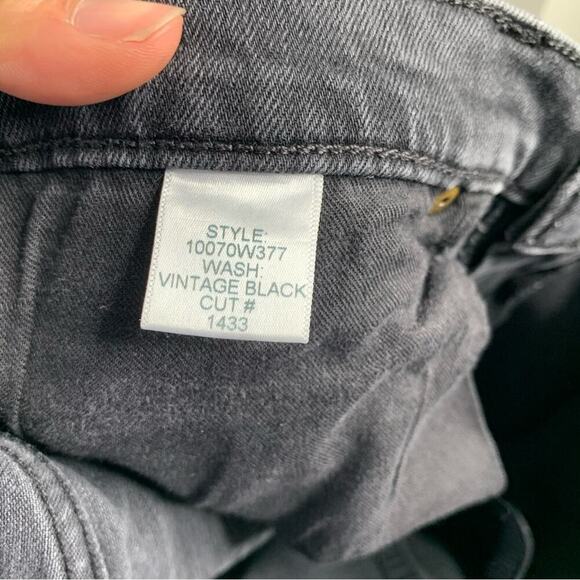 STYLE:
10070W377
WASH:
VINTAGE BLACK
CUT #
1433